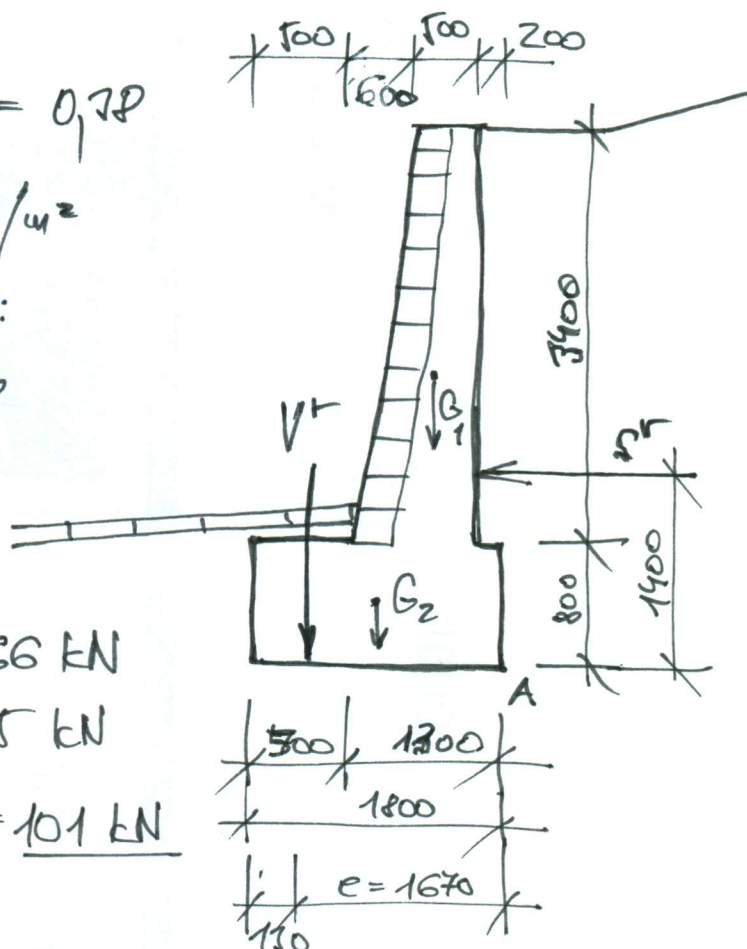 500 500 200
600
= 0,78
/m²
:
3400
G₁
Vʳ
1400
800
G₂
66 kN
5 kN
A
500 1300
= 101 kN
1800
e = 1670
130